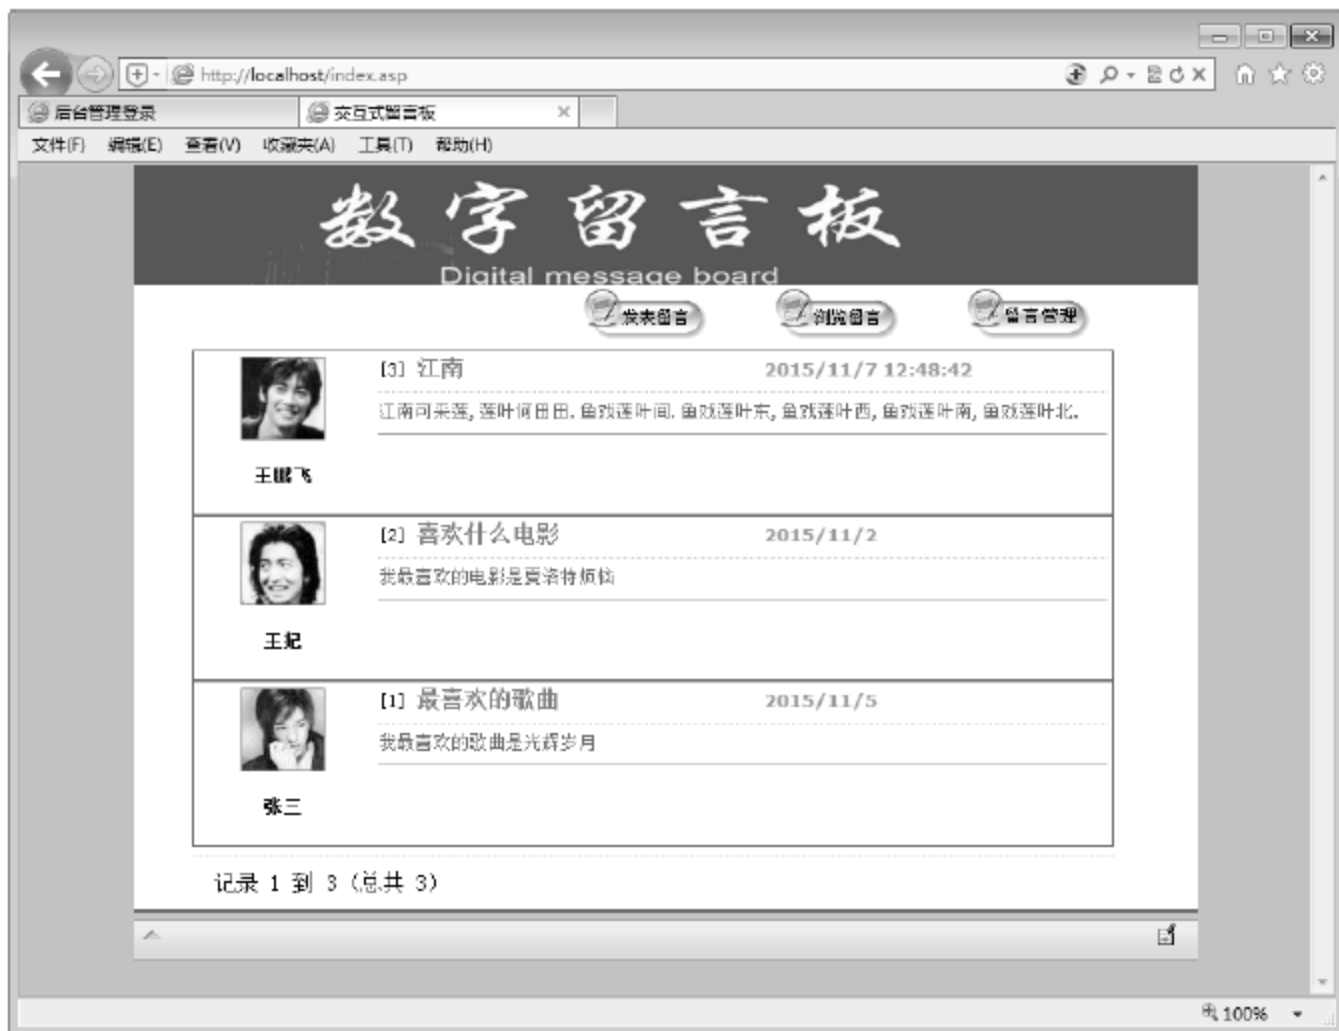 http://localhost/index.asp
后台管理登录 交互式留言板
文件(F) 编辑(E) 查看(V) 收藏夹(A) 工具(T) 帮助(H)
数字留言板
Digital message board
发表留言 浏览留言 留言管理
[3] 江南 2015/11/7 12:48:42
江南可采莲, 莲叶何田田. 鱼戏莲叶间. 鱼戏莲叶东, 鱼戏莲叶西, 鱼戏莲叶南, 鱼戏莲叶北.
王鹏飞
[2] 喜欢什么电影 2015/11/2
我最喜欢的电影是夏洛特烦恼
王妃
[1] 最喜欢的歌曲 2015/11/5
我最喜欢的歌曲是光辉岁月
张三
记录 1 到 3 (总共 3)
100%